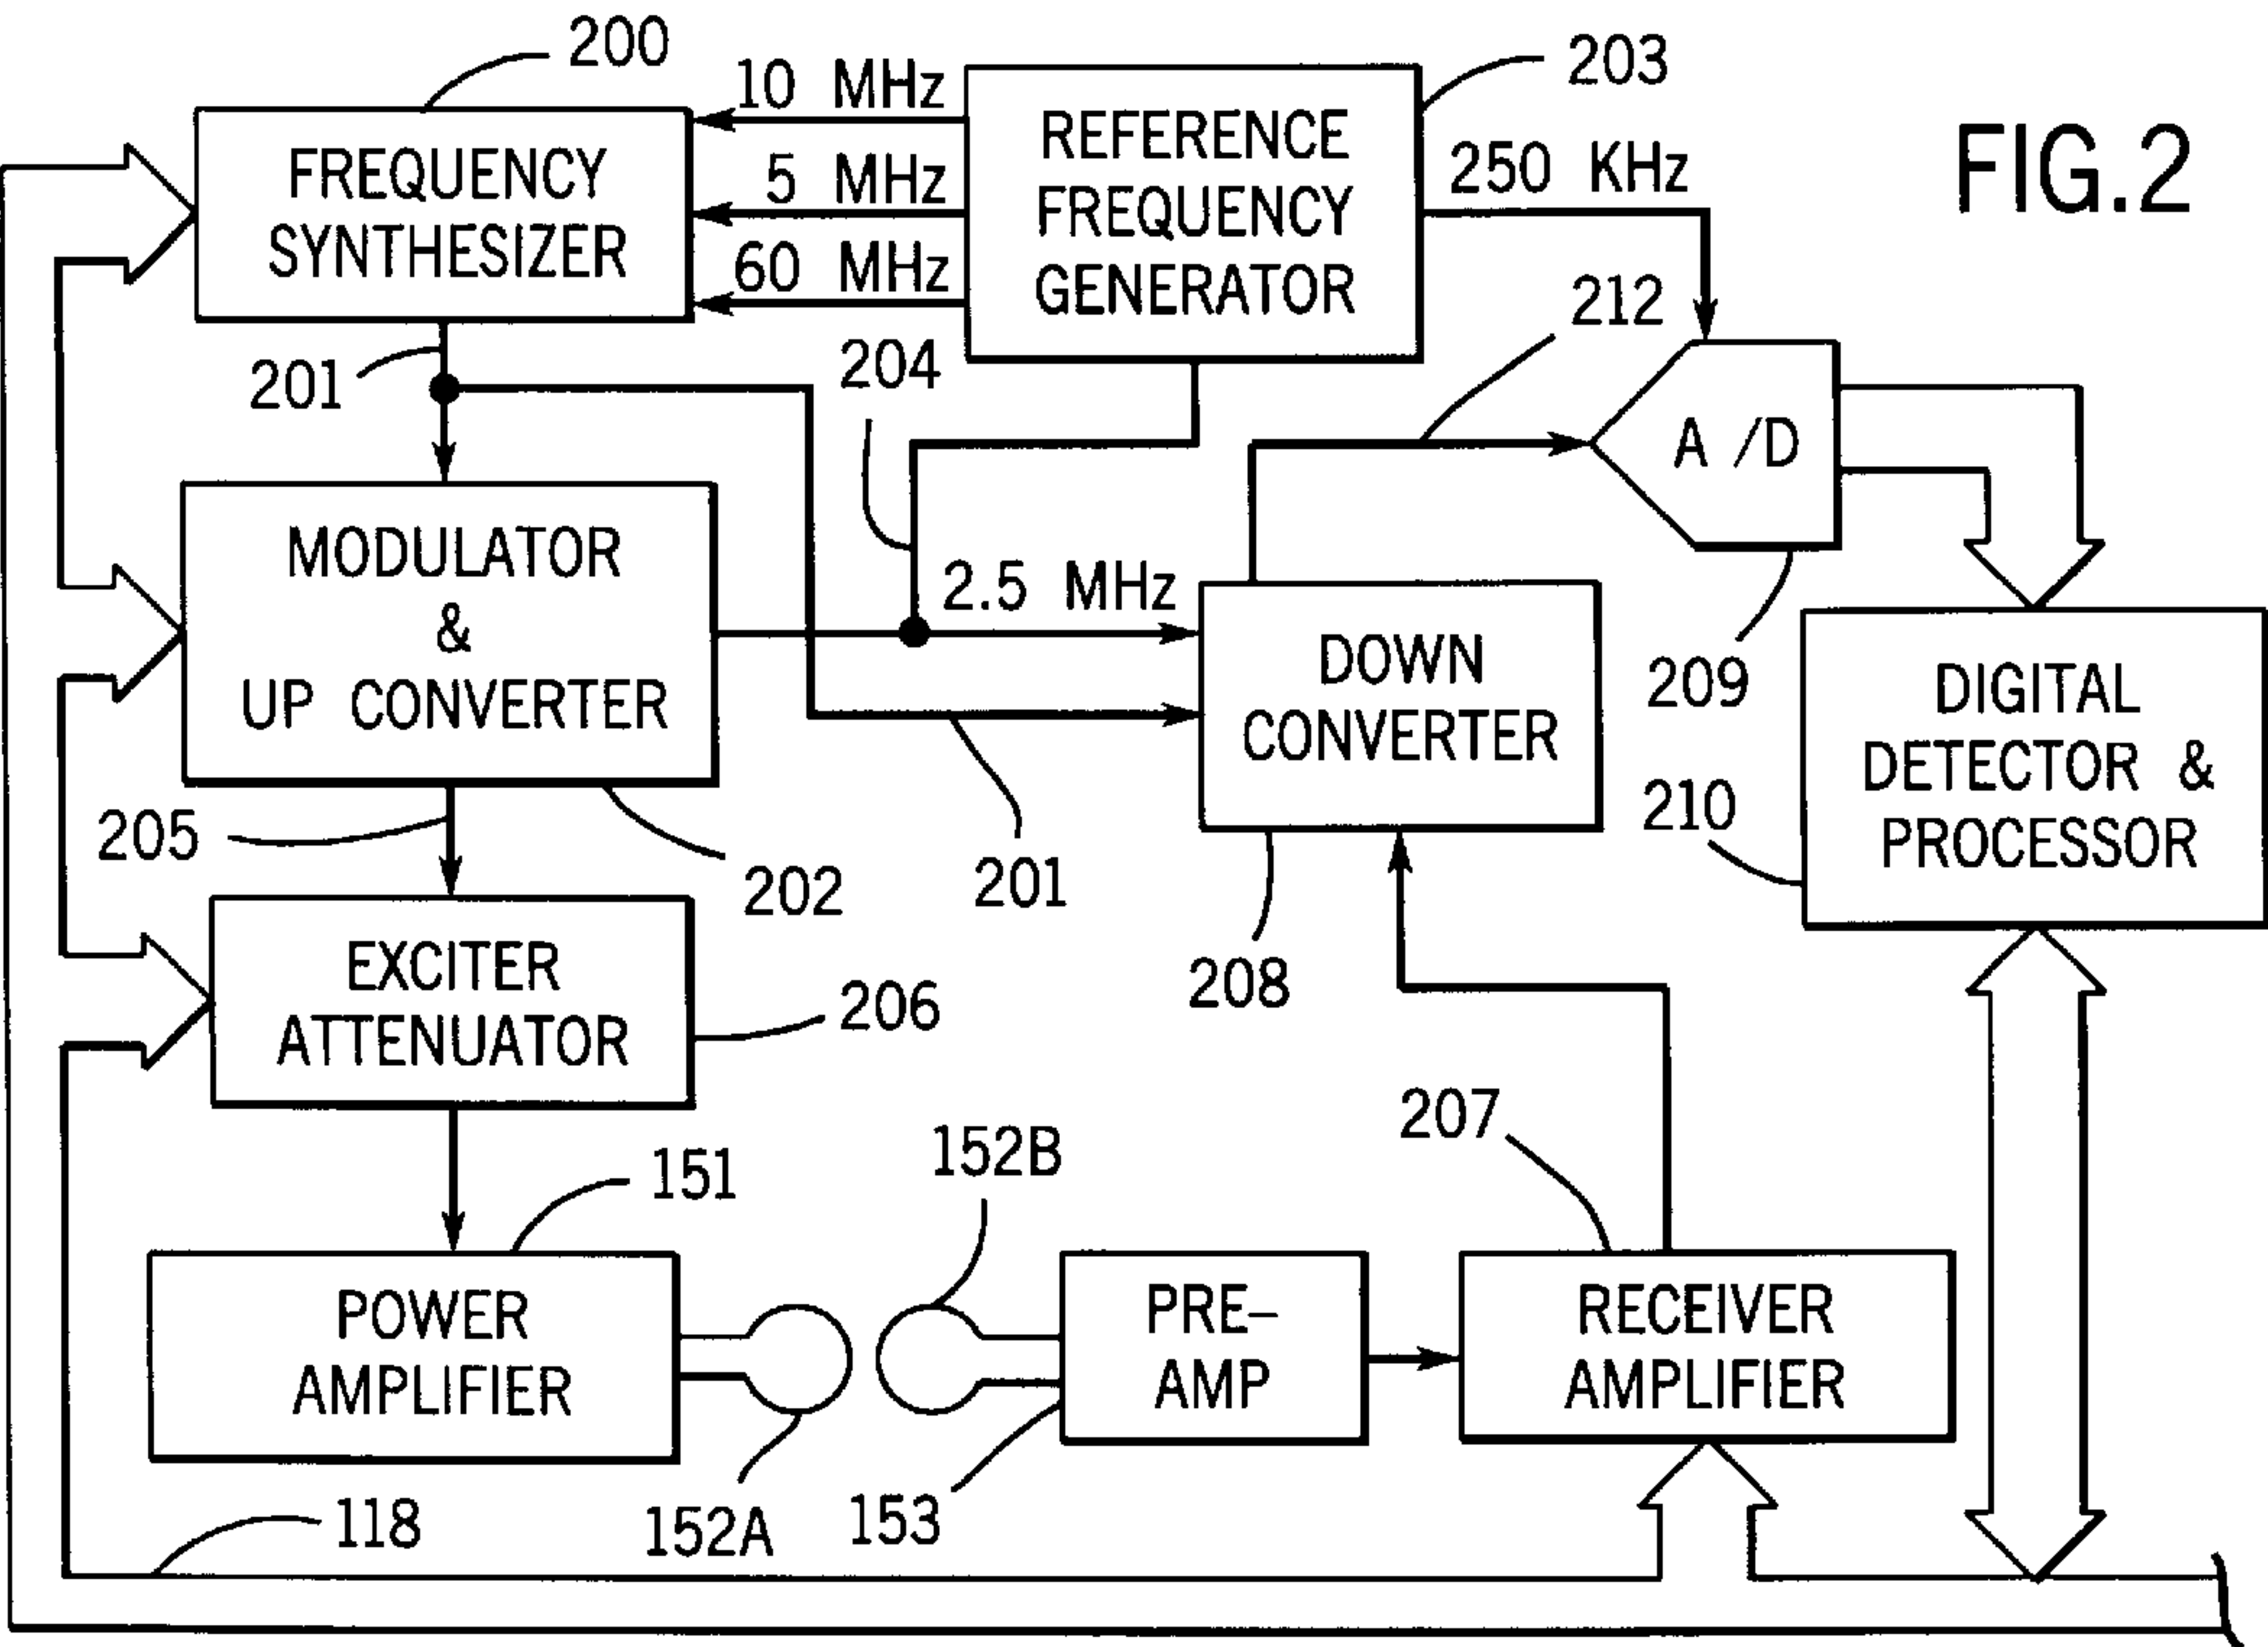 200
203
10 MHz
5 MHz
60 MHz
FREQUENCY
SYNTHESIZER
REFERENCE
FREQUENCY
GENERATOR
250 KHz
FIG.2
212
201
204
A /D
MODULATOR
&
UP CONVERTER
2.5 MHz
DOWN
CONVERTER
209
DIGITAL
DETECTOR &
PROCESSOR
210
205
202
201
208
EXCITER
ATTENUATOR
206
207
151
152B
POWER
AMPLIFIER
PRE–
AMP
RECEIVER
AMPLIFIER
118
152A
153